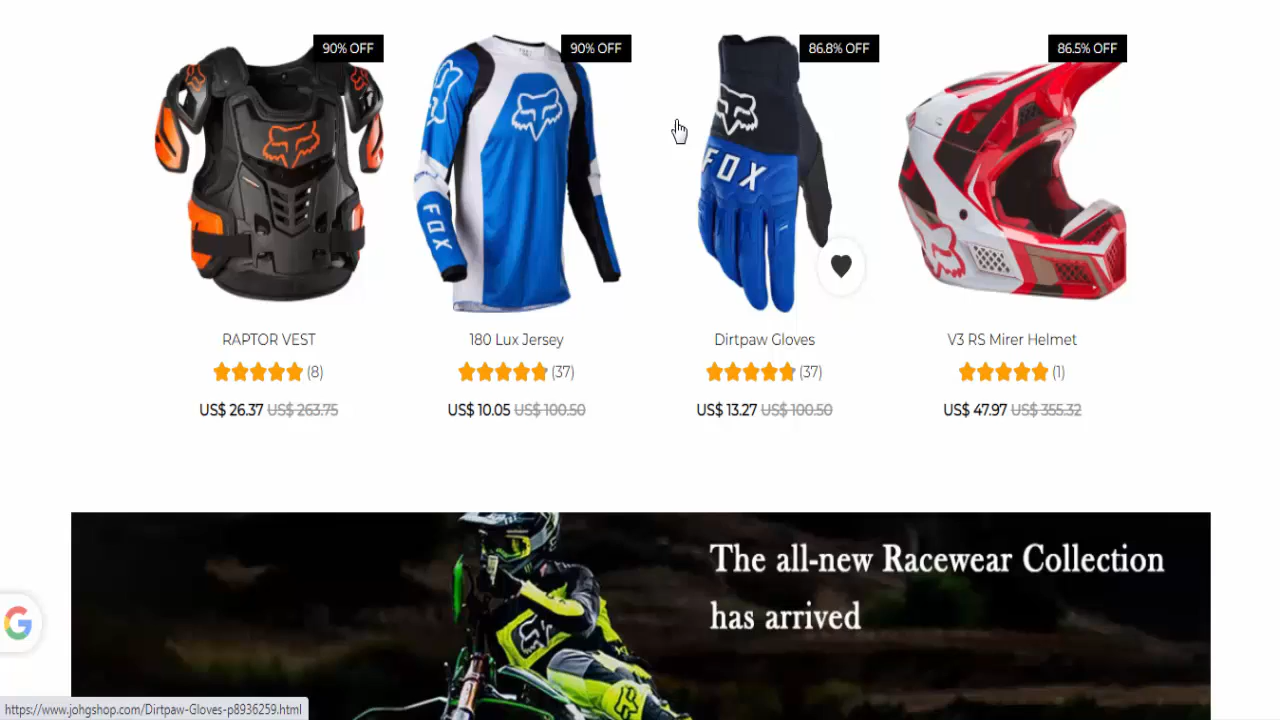 90% OFF
90% OFF
86.8% OFF
86.5% OFF
FOX
FOX
RAPTOR VEST
180 Lux Jersey
Dirtpaw Gloves
V3 RS Mirer Helmet
(8)
(37)
(37)
(1)
US$ 26.37 US$ 263.75
US$ 10.05 US$ 100.50
US$ 13.27 US$ 100.50
US$ 47.97 US$ 355.32
The all-new Racewear Collection
has arrived
G
https://www.johgshop.com/Dirtpaw-Gloves-p8936259.html